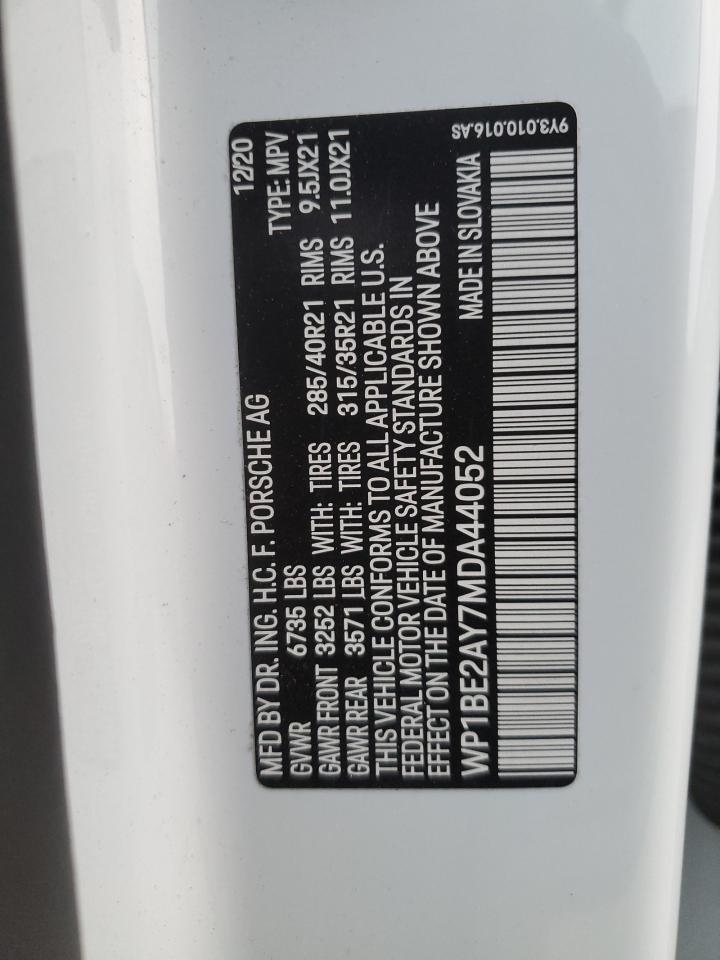 MFD BY DR. ING. H.C. F. PORSCHE AG 12/20
GVWR 6735 LBS TYPE: MPV
GAWR FRONT 3252 LBS WITH: TIRES 285/40R21 RIMS 9.5JX21
GAWR REAR 3571 LBS WITH: TIRES 315/35R21 RIMS 11.0JX21
THIS VEHICLE CONFORMS TO ALL APPLICABLE U.S.
FEDERAL MOTOR VEHICLE SAFETY STANDARDS IN
EFFECT ON THE DATE OF MANUFACTURE SHOWN ABOVE
WP1BE2AY7MDA44052 MADE IN SLOVAKIA
9Y3.010.016.AS